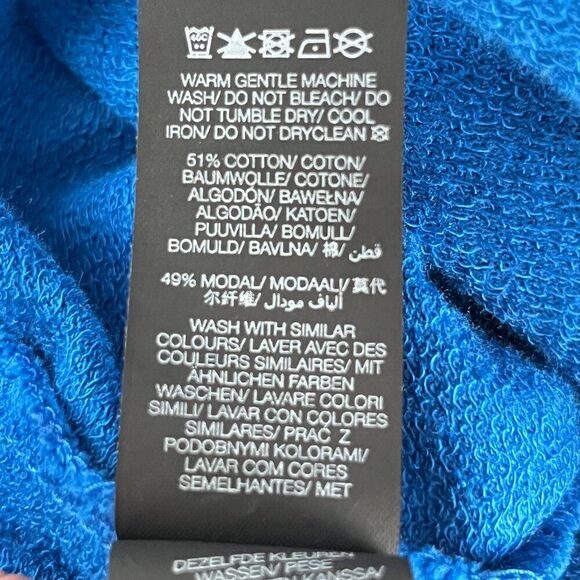 WARM GENTLE MACHINE
WASH/ DO NOT BLEACH/ DO
NOT TUMBLE DRY/ COOL
IRON/ DO NOT DRYCLEAN
51% COTTON/ COTON/
BAUMWOLLE/ COTONE/
ALGODÓN/ BAWEŁNA/
ALGODÃO/ KATOEN/
PUUVILLA/ BOMULL/
BOMULD/ BAVLNA/ 棉/ قطن
49% MODAL/ MODAALI/ 莫代
尔纤维/ ألياف مودال/
WASH WITH SIMILAR
COLOURS/ LAVER AVEC DES
COULEURS SIMILAIRES/ MIT
ÄHNLICHEN FARBEN
WASCHEN/ LAVARE COLORI
SIMILI/ LAVAR CON COLORES
SIMILARES/ PRAĆ Z
PODOBNYMI KOLORAMI/
LAVAR COM CORES
SEMELHANTES/ MET
DEZELFDE KLEUREN
WASSEN/ PESE
KANSSA/